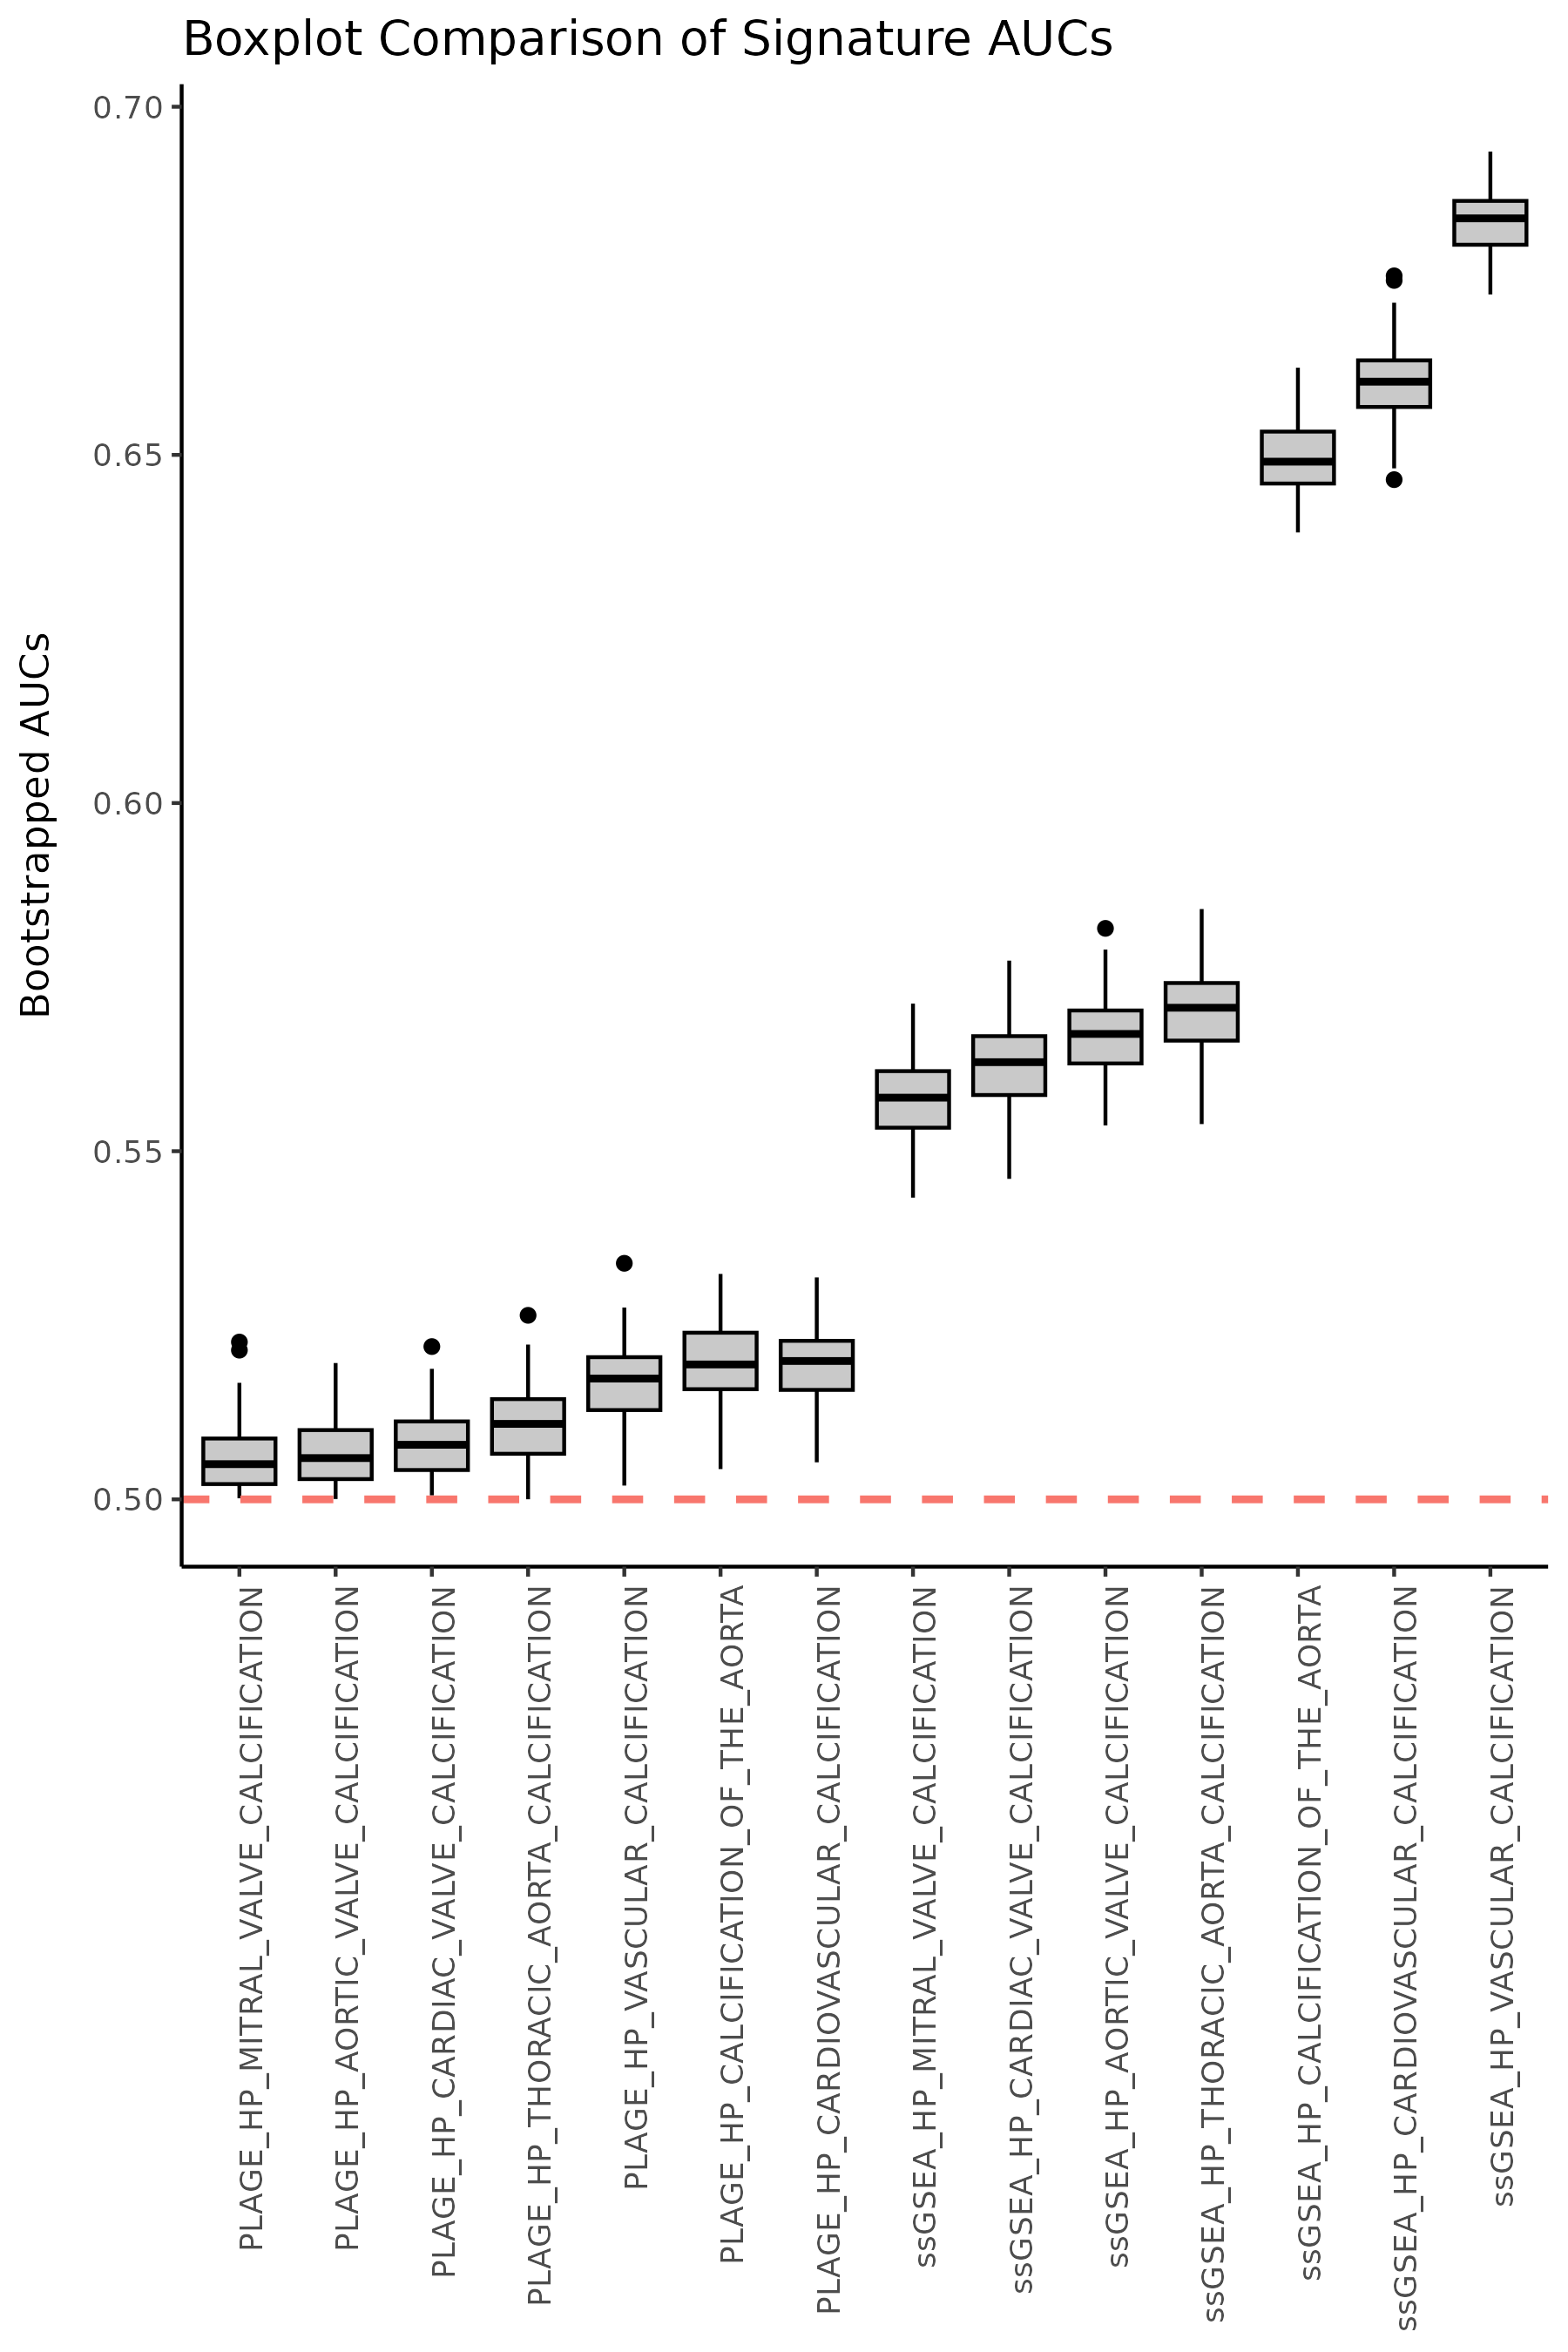 Boxplot Comparison of Signature AUCs
Bootstrapped AUCs
0.70
0.65
0.60
0.55
0.50
PLAGE_HP_MITRAL_VALVE_CALCIFICATION
PLAGE_HP_AORTIC_VALVE_CALCIFICATION
PLAGE_HP_CARDIAC_VALVE_CALCIFICATION
PLAGE_HP_THORACIC_AORTA_CALCIFICATION
PLAGE_HP_VASCULAR_CALCIFICATION
PLAGE_HP_CALCIFICATION_OF_THE_AORTA
PLAGE_HP_CARDIOVASCULAR_CALCIFICATION
ssGSEA_HP_MITRAL_VALVE_CALCIFICATION
ssGSEA_HP_CARDIAC_VALVE_CALCIFICATION
ssGSEA_HP_AORTIC_VALVE_CALCIFICATION
ssGSEA_HP_THORACIC_AORTA_CALCIFICATION
ssGSEA_HP_CALCIFICATION_OF_THE_AORTA
ssGSEA_HP_CARDIOVASCULAR_CALCIFICATION
ssGSEA_HP_VASCULAR_CALCIFICATION